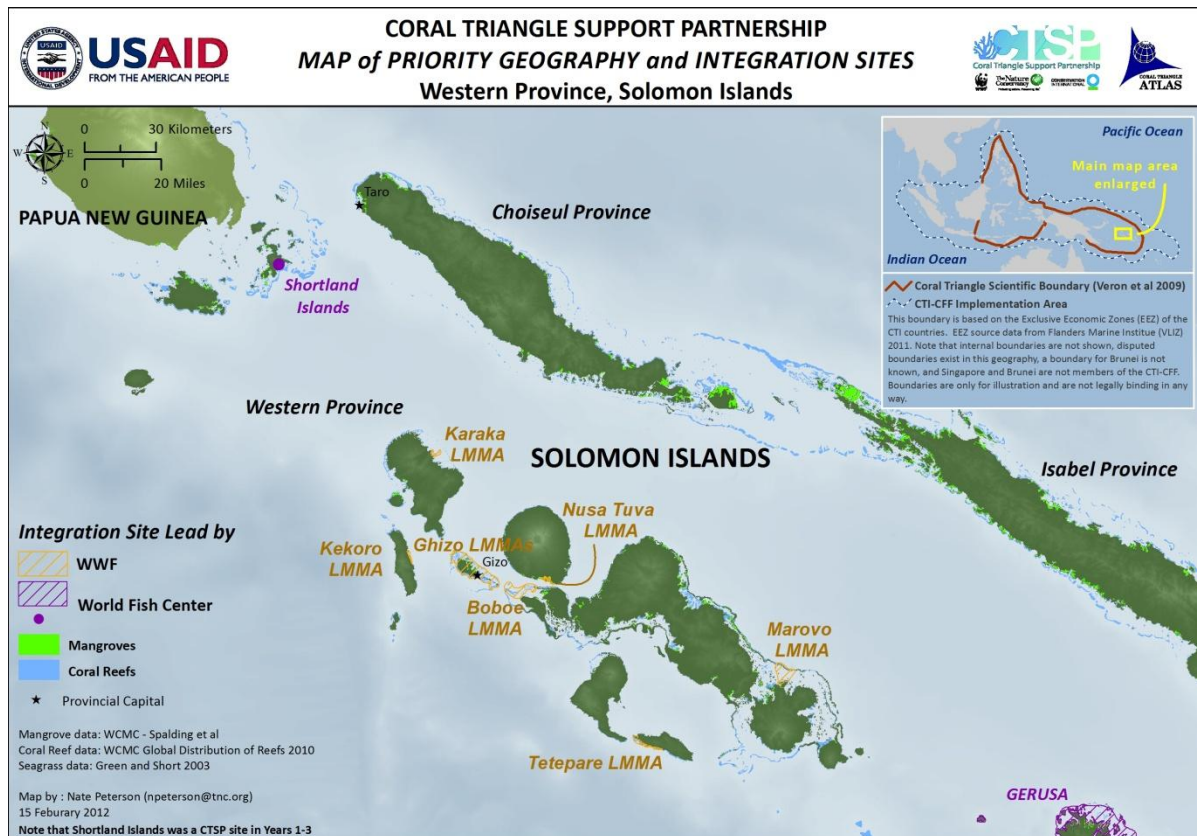 CORAL TRIANGLE SUPPORT PARTNERSHIP
MAP of PRIORITY GEOGRAPHY and INTEGRATION SITES
Western Province, Solomon Islands
USAID
FROM THE AMERICAN PEOPLE
CTSP
Coral Triangle Support Partnership
WWF
The Nature Conservancy
CONSERVATION INTERNATIONAL
CORAL TRIANGLE
ATLAS
N
W E
S
0 30 Kilometers
0 20 Miles
PAPUA NEW GUINEA
Taro
Choiseul Province
Shortland
Islands
Pacific Ocean
Main map area
enlarged
Indian Ocean
Coral Triangle Scientific Boundary (Veron et al 2009)
CTI-CFF Implementation Area
This boundary is based on the Exclusive Economic Zones (EEZ) of the
CTI countries. EEZ source data from Flanders Marine Institue (VLIZ)
2011. Note that internal boundaries are not shown, disputed
boundaries exist in this geography, a boundary for Brunei is not
known, and Singapore and Brunei are not members of the CTI-CFF.
Boundaries are only for illustration and are not legally binding in any
way.
Western Province
Karaka
LMMA
SOLOMON ISLANDS
Isabel Province
Nusa Tuva
LMMA
Kekoro
LMMA
Ghizo LMMAs
Gizo
Boboe
LMMA
Marovo
LMMA
Tetepare LMMA
GERUSA
Integration Site Lead by
WWF
World Fish Center
Mangroves
Coral Reefs
Provincial Capital
Mangrove data: WCMC - Spalding et al
Coral Reef data: WCMC Global Distribution of Reefs 2010
Seagrass data: Green and Short 2003
Map by : Nate Peterson (npeterson@tnc.org)
15 Feburary 2012
Note that Shortland Islands was a CTSP site in Years 1-3